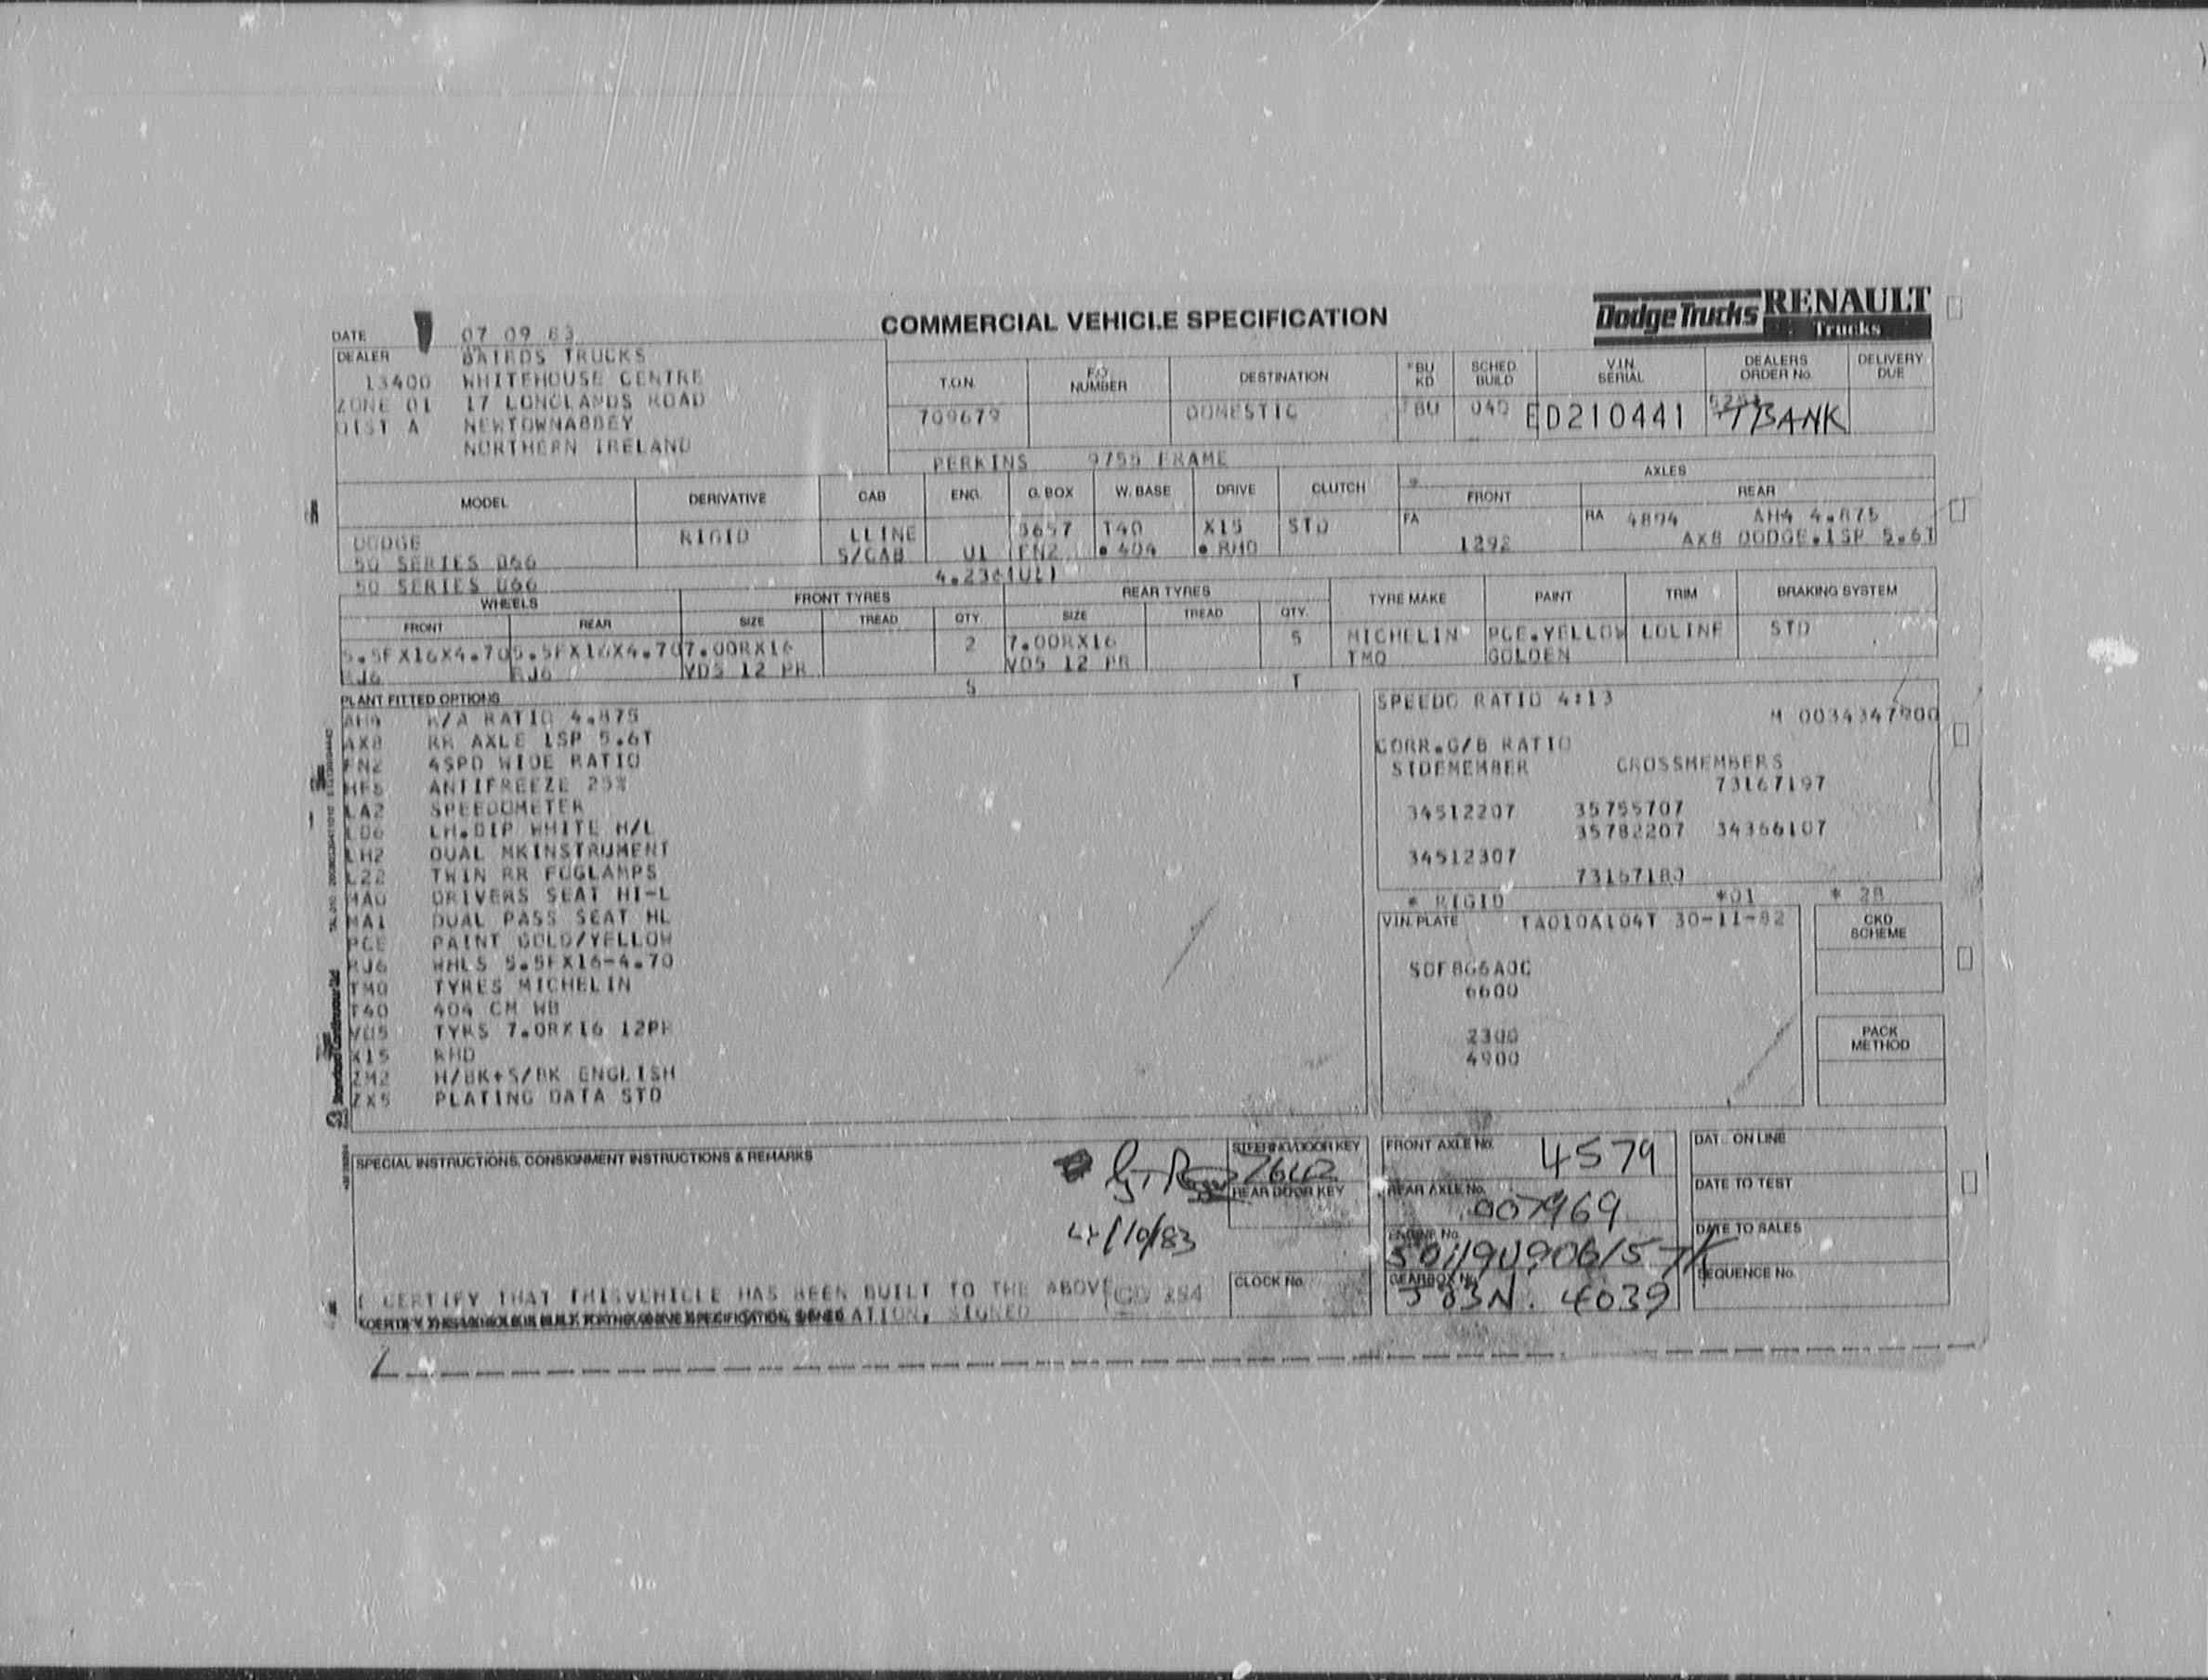 COMMERCIAL VEHICLE SPECIFICATION
Dodge Trucks RENAULT
Trucks
DATE 07 09 83
DEALER BAIRDS TRUCKS
13400 WHITEHOUSE CENTRE
ZONE 01 17 LONGLANDS ROAD
DIST A NEWTOWNABBEY
NORTHERN IRELAND
T.O.N. F.O. NUMBER DESTINATION BU KD SCHED BUILD V.I.N. SERIAL DEALERS ORDER No. DELIVERY DUE
709679 DOMESTIC BU 040 ED210441 T/BANK
PERKINS 9755 FRAME
AXLES
MODEL DERIVATIVE CAB ENG. G. BOX W. BASE DRIVE CLUTCH FRONT REAR
DODGE RIGID LLINE 3657 T40 X15 STD FA RA 4894 AH4 4.875
50 SERIES D66 S/CAB U1 FN2 404 RHD 1292 AX8 DODGE.1SP 5.6T
50 SERIES D66 4.236(U1)
WHEELS FRONT TYRES REAR TYRES TYRE MAKE PAINT TRIM BRAKING SYSTEM
FRONT REAR SIZE TREAD QTY SIZE TREAD QTY.
5.5FX16X4.70 5.5FX16X4.70 7.00RX16 2 7.00RX16 5 MICHELIN PCE.YELLOW LOLINE STD
RJ6 RJ6 VD5 12 PR VD5 12 PR TMO GOLDEN
S T
PLANT FITTED OPTIONS
AH4 R/A RATIO 4.875
AX8 RR AXLE 1SP 5.6T
FN2 4SPD WIDE RATIO
HF5 ANTIFREEZE 25%
LA2 SPEEDOMETER
LD6 LH.DIP WHITE H/L
LH2 DUAL MKINSTRUMENT
L22 TWIN RR FOGLAMPS
MA0 DRIVERS SEAT HI-L
MA1 DUAL PASS SEAT HL
PCE PAINT GOLD/YELLOW
RJ6 WHLS 5.5FX16-4.70
TMO TYRES MICHELIN
T40 404 CM WB
VD5 TYRS 7.0RX16 12PR
X15 RHD
ZM2 H/BK+S/BK ENGLISH
ZX5 PLATING DATA STD
SPEEDO RATIO 4:13
M 0034347900
CORR.G/B RATIO
SIDEMEMBER CROSSMEMBERS
73167197
34512207 35755707
35782207 34366107
34512307
7316718
* RIGID *01 * 28
VIN. PLATE TA010A104T 30-11-82
SDF8G6A0C
6600
2300
4900
CKD SCHEME
PACK METHOD
SPECIAL INSTRUCTIONS, CONSIGNMENT INSTRUCTIONS & REMARKS
/10/83
STEERING/DOOR KEY
REAR DOOR KEY
CLOCK No.
FRONT AXLE No. 4579
REAR AXLE No. 007969
ENGINE No.
GEARBOX No. 4039
DATE ON LINE
DATE TO TEST
DATE TO SALES
SEQUENCE No.
I CERTIFY THAT THIS VEHICLE HAS BEEN BUILT TO THE ABOVE
SIGNED